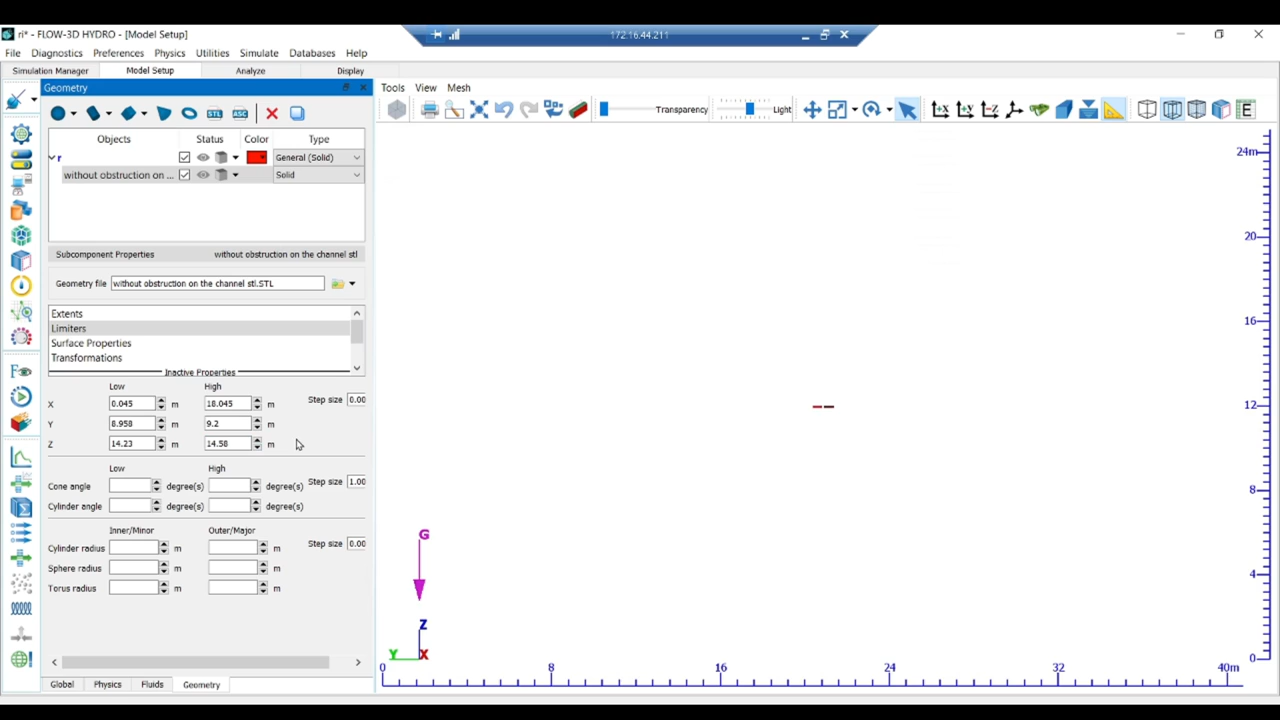 ri* - FLOW-3D HYDRO - [Model Setup]
172.16.44.211
File Diagnostics Preferences Physics Utilities Simulate Databases Help
Simulation Manager Model Setup Analyze Display
Geometry
Tools View Mesh
STL ASC
Transparency Light
+X +Y -Z E
Objects Status Color Type
r General (Solid)
without obstruction on ... Solid
Subcomponent Properties without obstruction on the channel stl
Geometry file without obstruction on the channel stl.STL
Extents
Limiters
Surface Properties
Transformations
Inactive Properties
Low High
X 0.045 m 18.045 m Step size 0.00
Y 8.958 m 9.2 m
Z 14.23 m 14.58 m
Low High
Cone angle degree(s) degree(s) Step size 1.00
Cylinder angle degree(s) degree(s)
Inner/Minor Outer/Major
Cylinder radius m m Step size 0.00
Sphere radius m m
Torus radius m m
Global Physics Fluids Geometry
24m
20
16
12
8
4
0
G
Z
Y X
0 8 16 24 32 40m